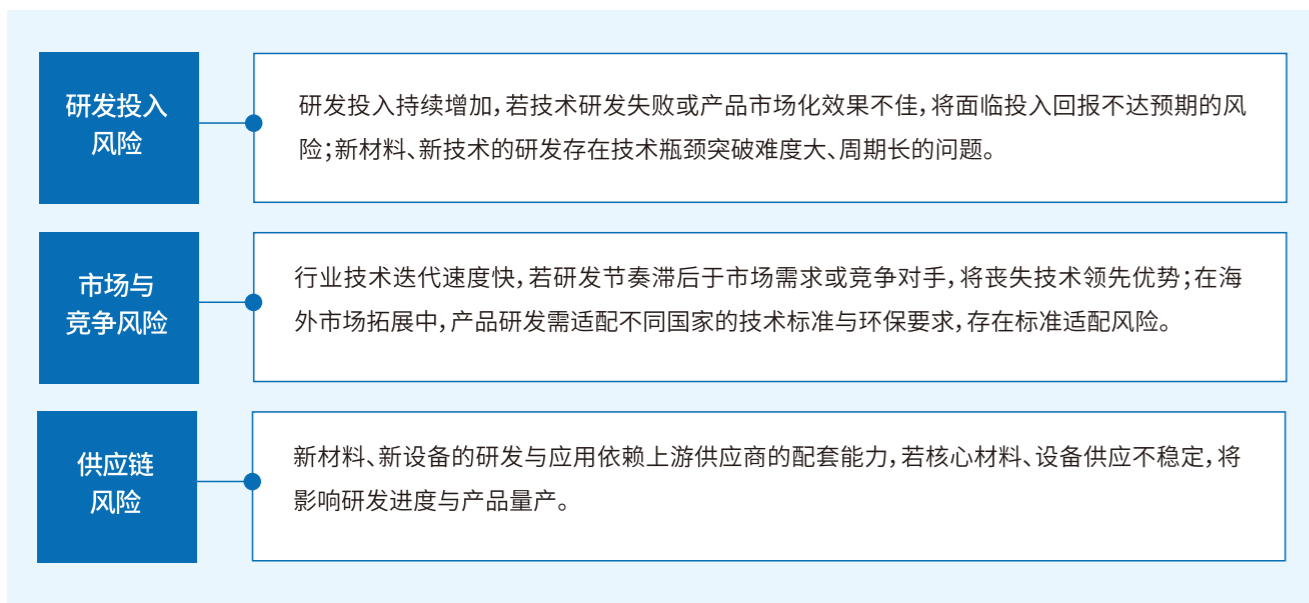 研发投入
风险
研发投入持续增加，若技术研发失败或产品市场化效果不佳，将面临投入回报不达预期的风
险；新材料、新技术的研发存在技术瓶颈突破难度大、周期长的问题。
市场与
竞争风险
行业技术迭代速度快，若研发节奏滞后于市场需求或竞争对手，将丧失技术领先优势；在海
外市场拓展中，产品研发需适配不同国家的技术标准与环保要求，存在标准适配风险。
供应链
风险
新材料、新设备的研发与应用依赖上游供应商的配套能力，若核心材料、设备供应不稳定，将
影响研发进度与产品量产。